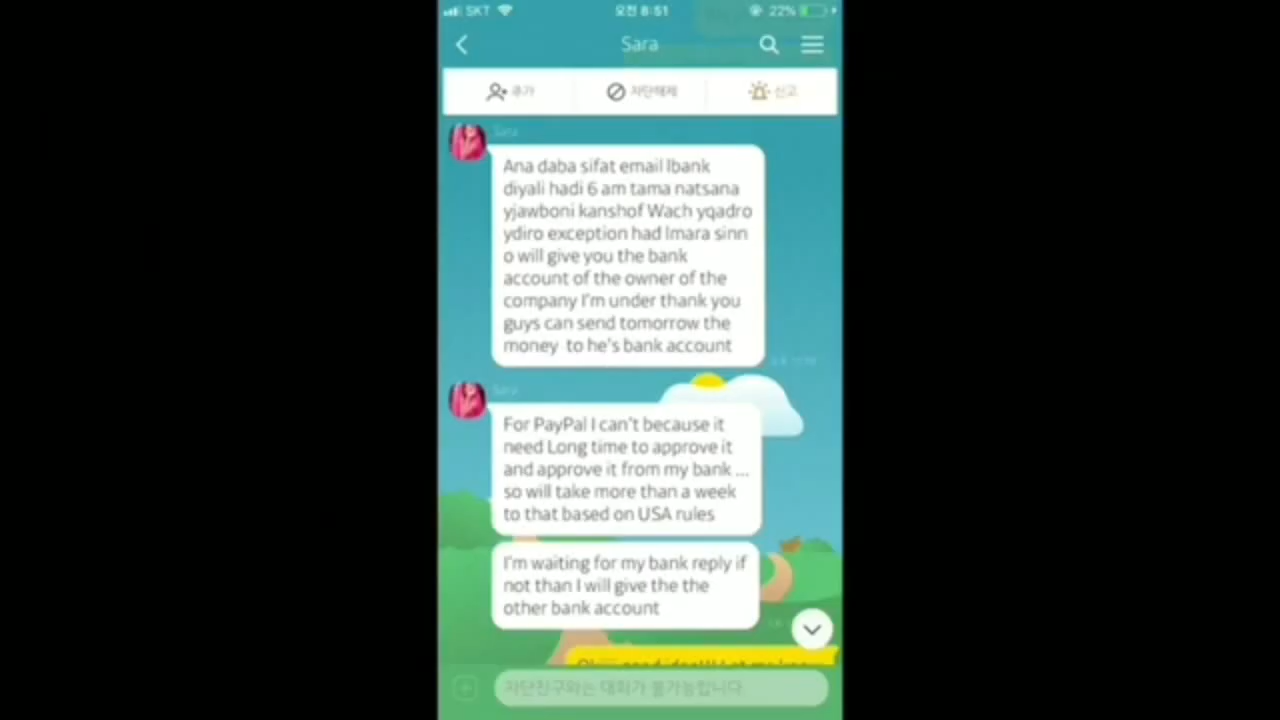 SKT 오전 8:51 22%
Sara
추가 차단해제 신고
Sara
Ana daba sifat email lbank
diyali hadi 6 am tama natsana
yjawboni kanshof Wach yqadro
ydiro exception had lmara sinn
o will give you the bank
account of the owner of the
company I'm under thank you
guys can send tomorrow the
money to he's bank account
Sara
For PayPal I can't because it
need Long time to approve it
and approve it from my bank ...
so will take more than a week
to that based on USA rules
I'm waiting for my bank reply if
not than I will give the the
other bank account
차단친구와는 대화가 불가능합니다.